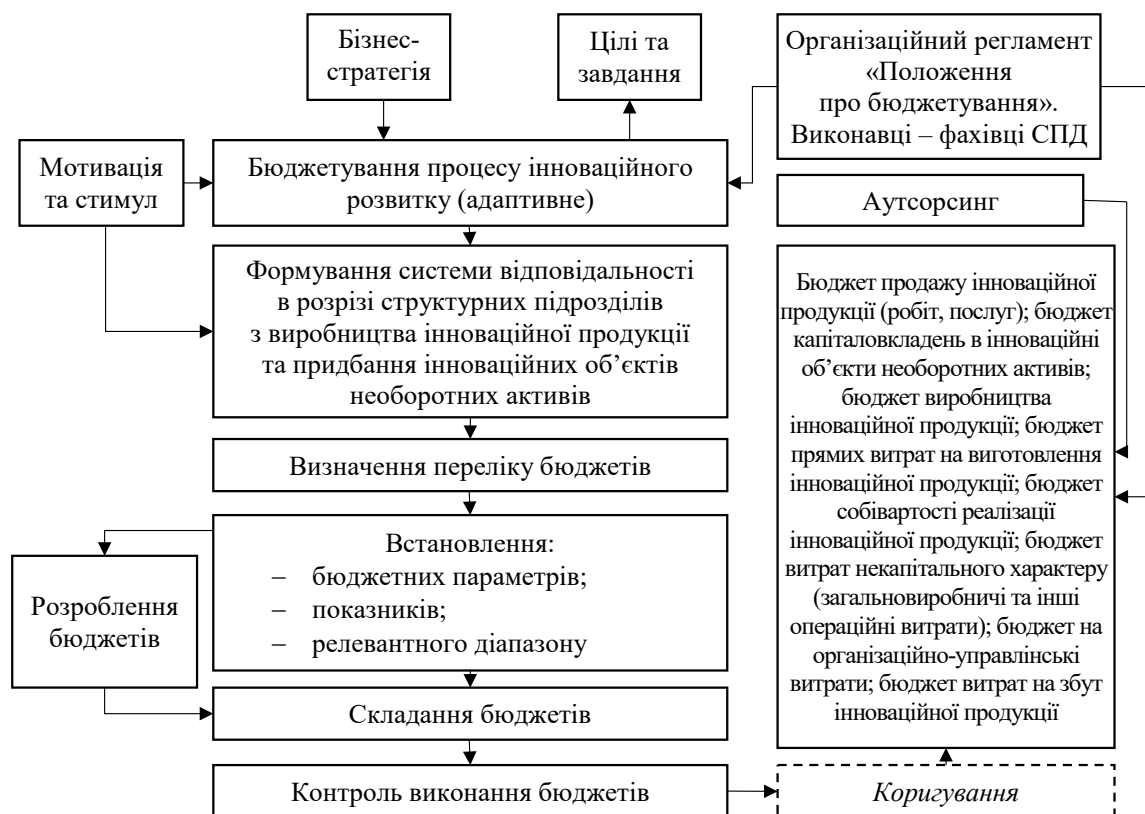 Бізнес-
стратегія
Цілі та
завдання
Організаційний регламент
«Положення
про бюджетування».
Виконавці – фахівці СПД
Мотивація
та стимул
Бюджетування процесу інноваційного
розвитку (адаптивне)
Аутсорсинг
Формування системи відповідальності
в розрізі структурних підрозділів
з виробництва інноваційної продукції
та придбання інноваційних об’єктів
необоротних активів
Бюджет продажу інноваційної
продукції (робіт, послуг); бюджет
капіталовкладень в інноваційні
об’єкти необоротних активів;
бюджет виробництва
інноваційної продукції; бюджет
прямих витрат на виготовлення
інноваційної продукції; бюджет
собівартості реалізації
інноваційної продукції; бюджет
витрат некапітального характеру
(загальновиробничі та інші
операційні витрати); бюджет на
організаційно-управлінські
витрати; бюджет витрат на збут
інноваційної продукції
Визначення переліку бюджетів
Встановлення:
– бюджетних параметрів;
– показників;
– релевантного діапазону
Розроблення
бюджетів
Складання бюджетів
Контроль виконання бюджетів
Коригування